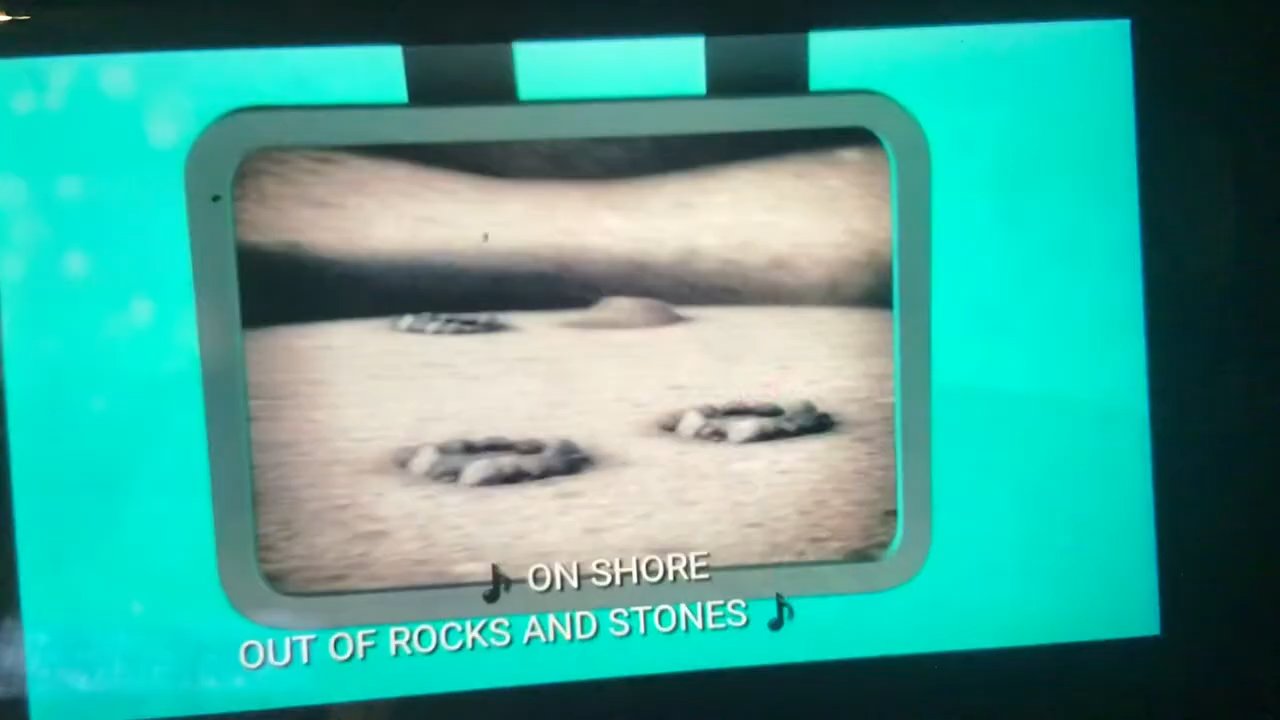 ♪ ON SHORE
OUT OF ROCKS AND STONES ♪